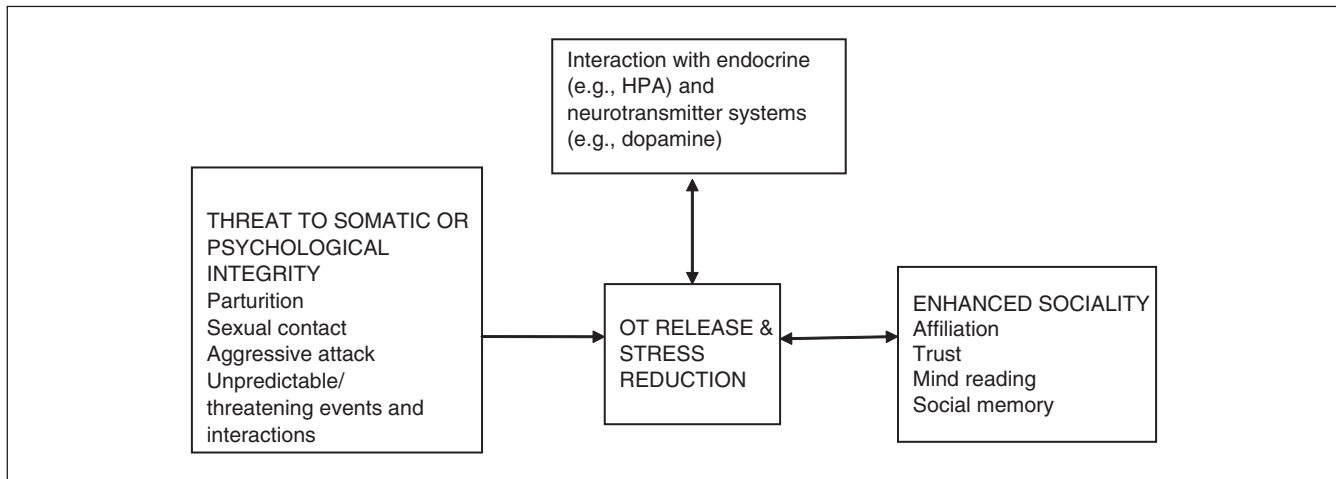 Interaction with endocrine
(e.g., HPA) and
neurotransmitter systems
(e.g., dopamine)
THREAT TO SOMATIC OR
PSYCHOLOGICAL
INTEGRITY
Parturition
Sexual contact
Aggressive attack
Unpredictable/
threatening events and
interactions
OT RELEASE &
STRESS
REDUCTION
ENHANCED SOCIALITY
Affiliation
Trust
Mind reading
Social memory